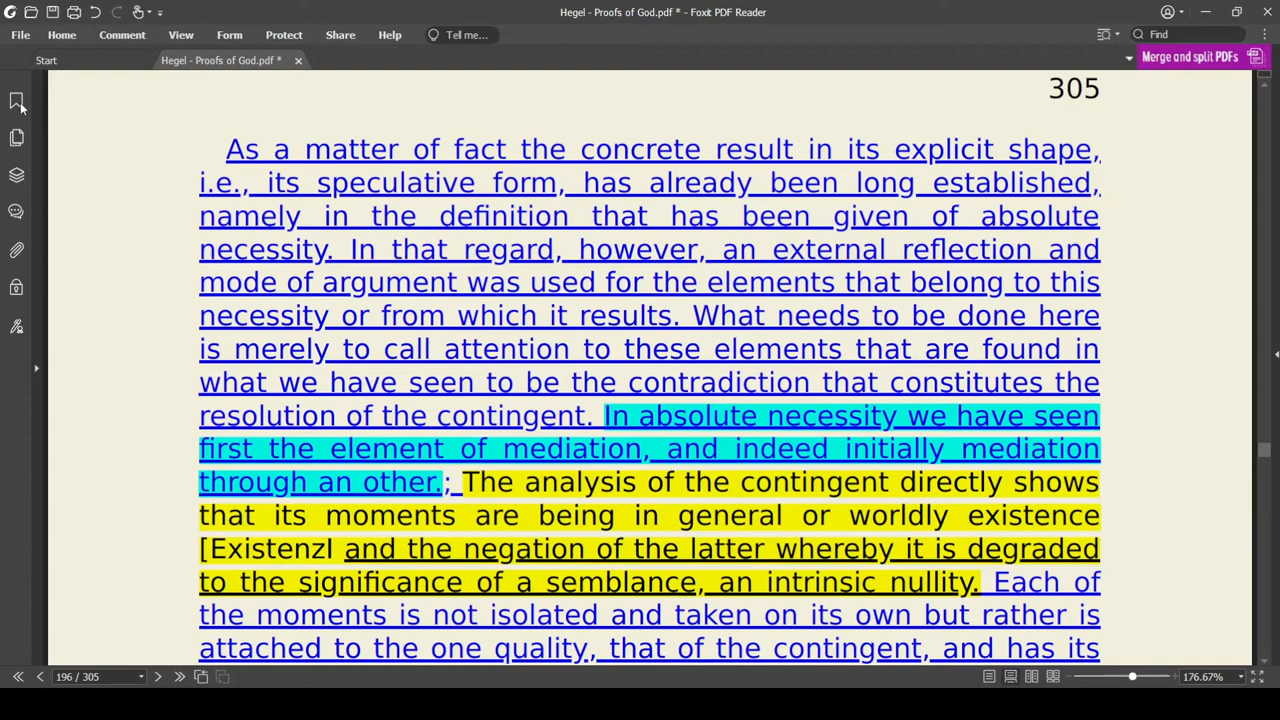 Hegel - Proofs of God.pdf * - Foxit PDF Reader
File Home Comment View Form Protect Share Help Tell me... Find
Start Hegel - Proofs of God.pdf * Merge and split PDFs
305
As a matter of fact the concrete result in its explicit shape,
i.e., its speculative form, has already been long established,
namely in the definition that has been given of absolute
necessity. In that regard, however, an external reflection and
mode of argument was used for the elements that belong to this
necessity or from which it results. What needs to be done here
is merely to call attention to these elements that are found in
what we have seen to be the contradiction that constitutes the
resolution of the contingent. In absolute necessity we have seen
first the element of mediation, and indeed initially mediation
through an other.; The analysis of the contingent directly shows
that its moments are being in general or worldly existence
[ExistenzI and the negation of the latter whereby it is degraded
to the significance of a semblance, an intrinsic nullity. Each of
the moments is not isolated and taken on its own but rather is
attached to the one quality, that of the contingent, and has its
196 / 305 176.67%